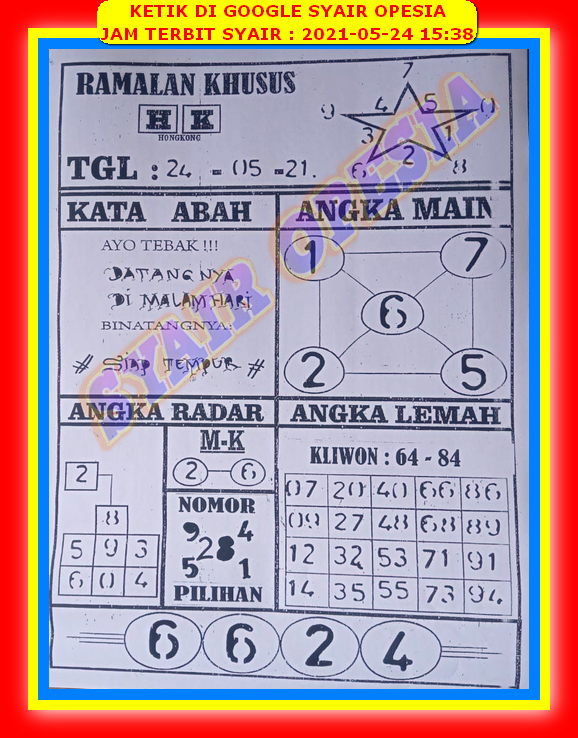 KETIK DI GOOGLE SYAIR OPESIA
JAM TERBIT SYAIR : 2021-05-24 15:38
RAMALAN KHUSUS
H K
HONGKONG
TGL : 24 - 05 - 21.
7
9 4 5 0
3 1
6 2 8
KATA ABAH
AYO TEBAK !!!
DATANGNYA
DI MALAM HARI
BINATANGNYA:
# SIAP TEMPUR #
ANGKA MAIN
1 7
6
2 5
SYAIR OPESIA
ANGKA RADAR
2
8
5 9 3
6 0 4
M-K
2 6
NOMOR
9 4
28
5 1
PILIHAN
ANGKA LEMAH
KLIWON : 64 - 84
07 20 40 66 86
09 27 48 68 89
12 32 53 71 91
14 35 55 73 94
6 6 2 4